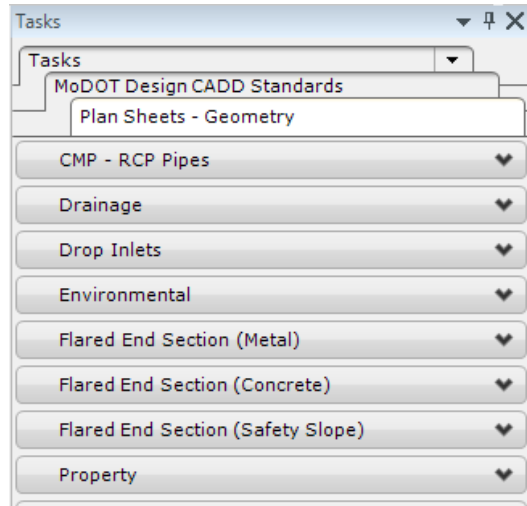 Tasks
Tasks
MoDOT Design CADD Standards
Plan Sheets - Geometry
CMP - RCP Pipes
Drainage
Drop Inlets
Environmental
Flared End Section (Metal)
Flared End Section (Concrete)
Flared End Section (Safety Slope)
Property